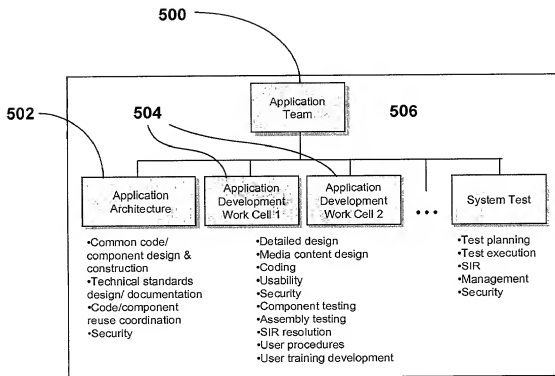 500
502
504
506
Application
Team
Application
Architecture
Application
Development
Work Cell 1
Application
Development
Work Cell 2
•••
System Test
•Common code/
component design &
construction
•Technical standards
design/ documentation
•Code/component
reuse coordination
•Security
•Detailed design
•Media content design
•Coding
•Usability
•Security
•Component testing
•Assembly testing
•SIR resolution
•User procedures
•User training development
•Test planning
•Test execution
•SIR
•Management
•Security